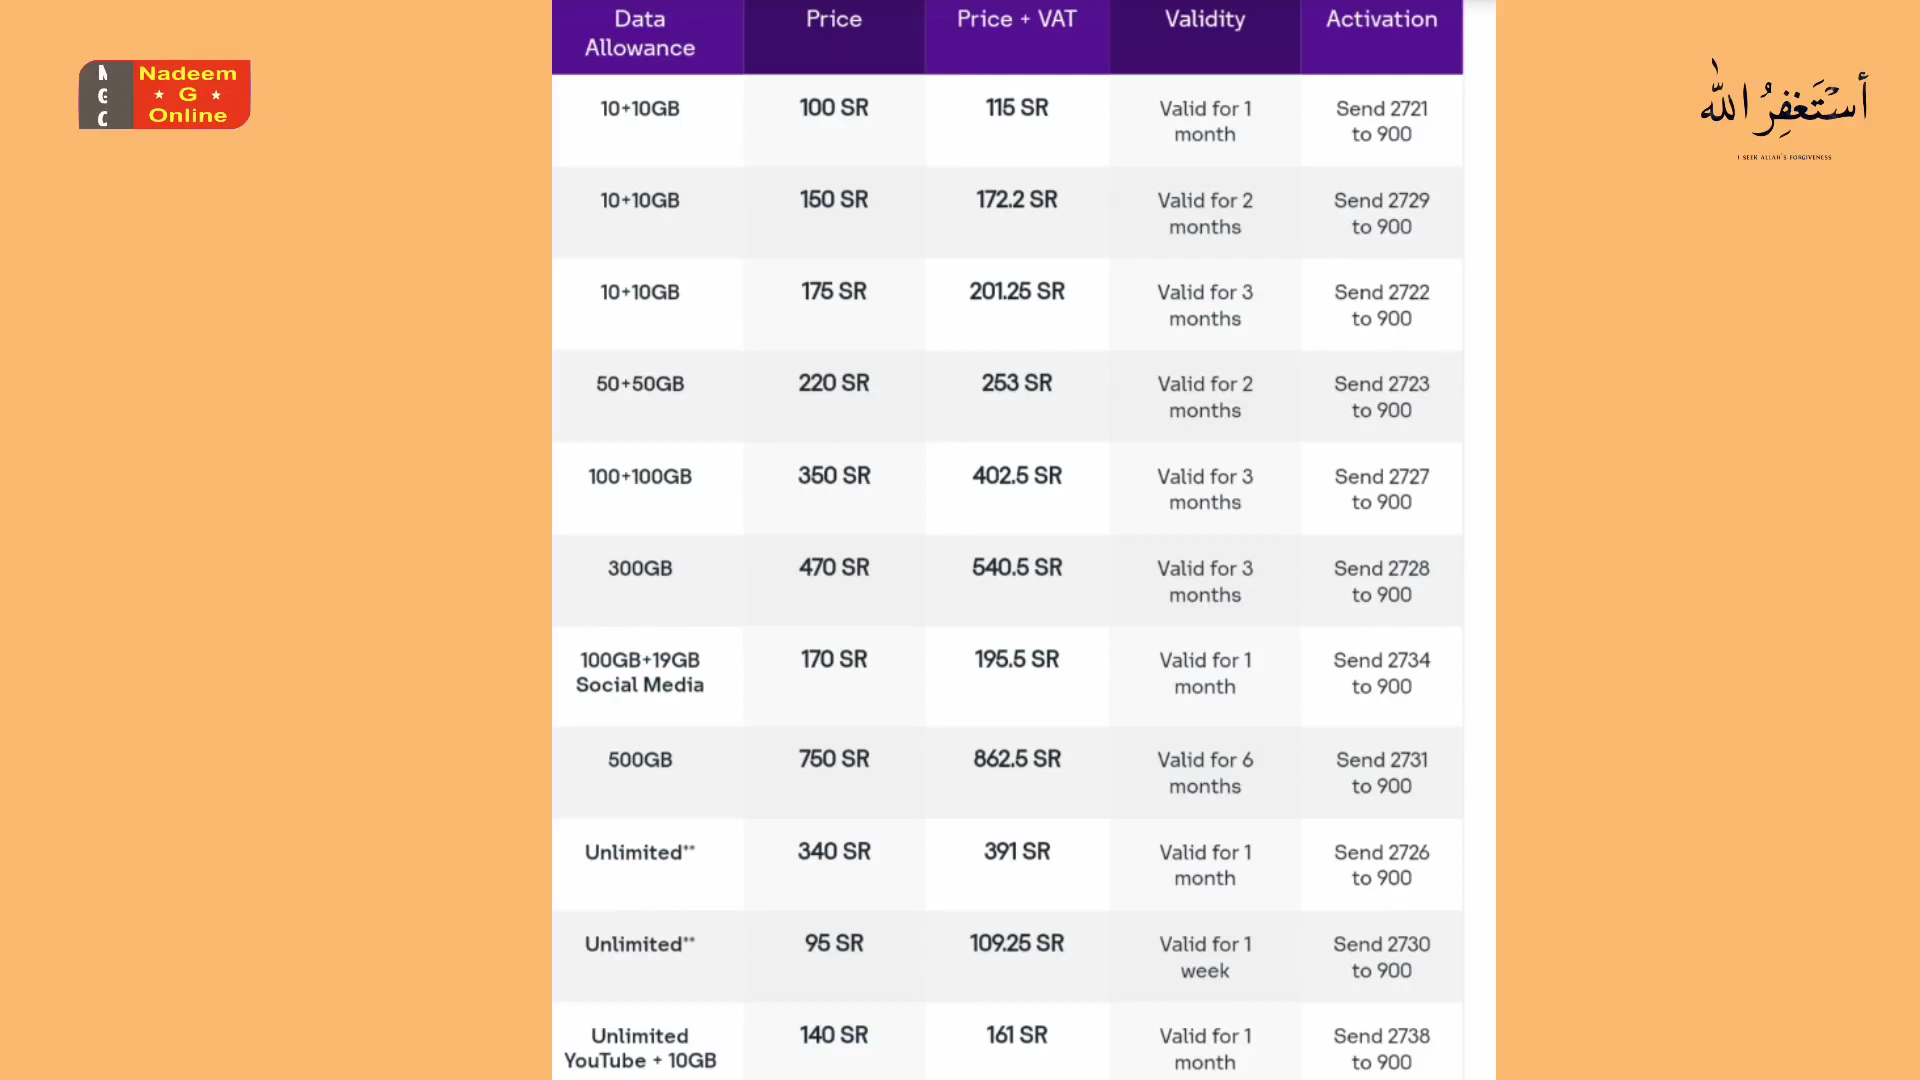 Data Allowance Price Price + VAT Validity Activation
N G O
Nadeem
G
Online
أستغفر الله
I SEEK ALLAH'S FORGIVENESS
10+10GB 100 SR 115 SR Valid for 1 month Send 2721 to 900
10+10GB 150 SR 172.2 SR Valid for 2 months Send 2729 to 900
10+10GB 175 SR 201.25 SR Valid for 3 months Send 2722 to 900
50+50GB 220 SR 253 SR Valid for 2 months Send 2723 to 900
100+100GB 350 SR 402.5 SR Valid for 3 months Send 2727 to 900
300GB 470 SR 540.5 SR Valid for 3 months Send 2728 to 900
100GB+19GB Social Media 170 SR 195.5 SR Valid for 1 month Send 2734 to 900
500GB 750 SR 862.5 SR Valid for 6 months Send 2731 to 900
Unlimited** 340 SR 391 SR Valid for 1 month Send 2726 to 900
Unlimited** 95 SR 109.25 SR Valid for 1 week Send 2730 to 900
Unlimited YouTube + 10GB 140 SR 161 SR Valid for 1 month Send 2738 to 900